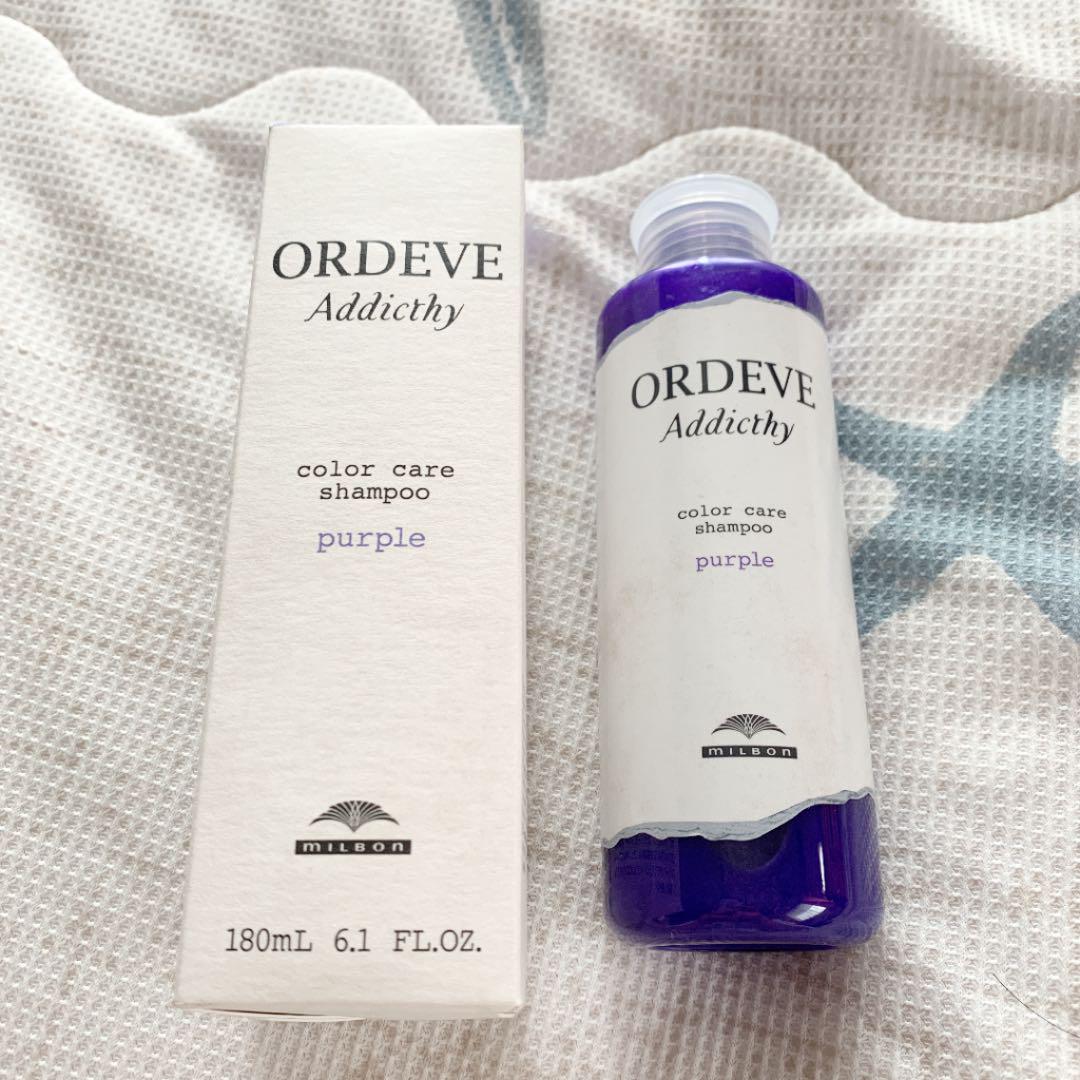 ORDEVE
Addicthy
color care
shampoo
purple
MILBON
180mL 6.1 FL.OZ.
ORDEVE
Addicthy
color care
shampoo
purple
MILBON